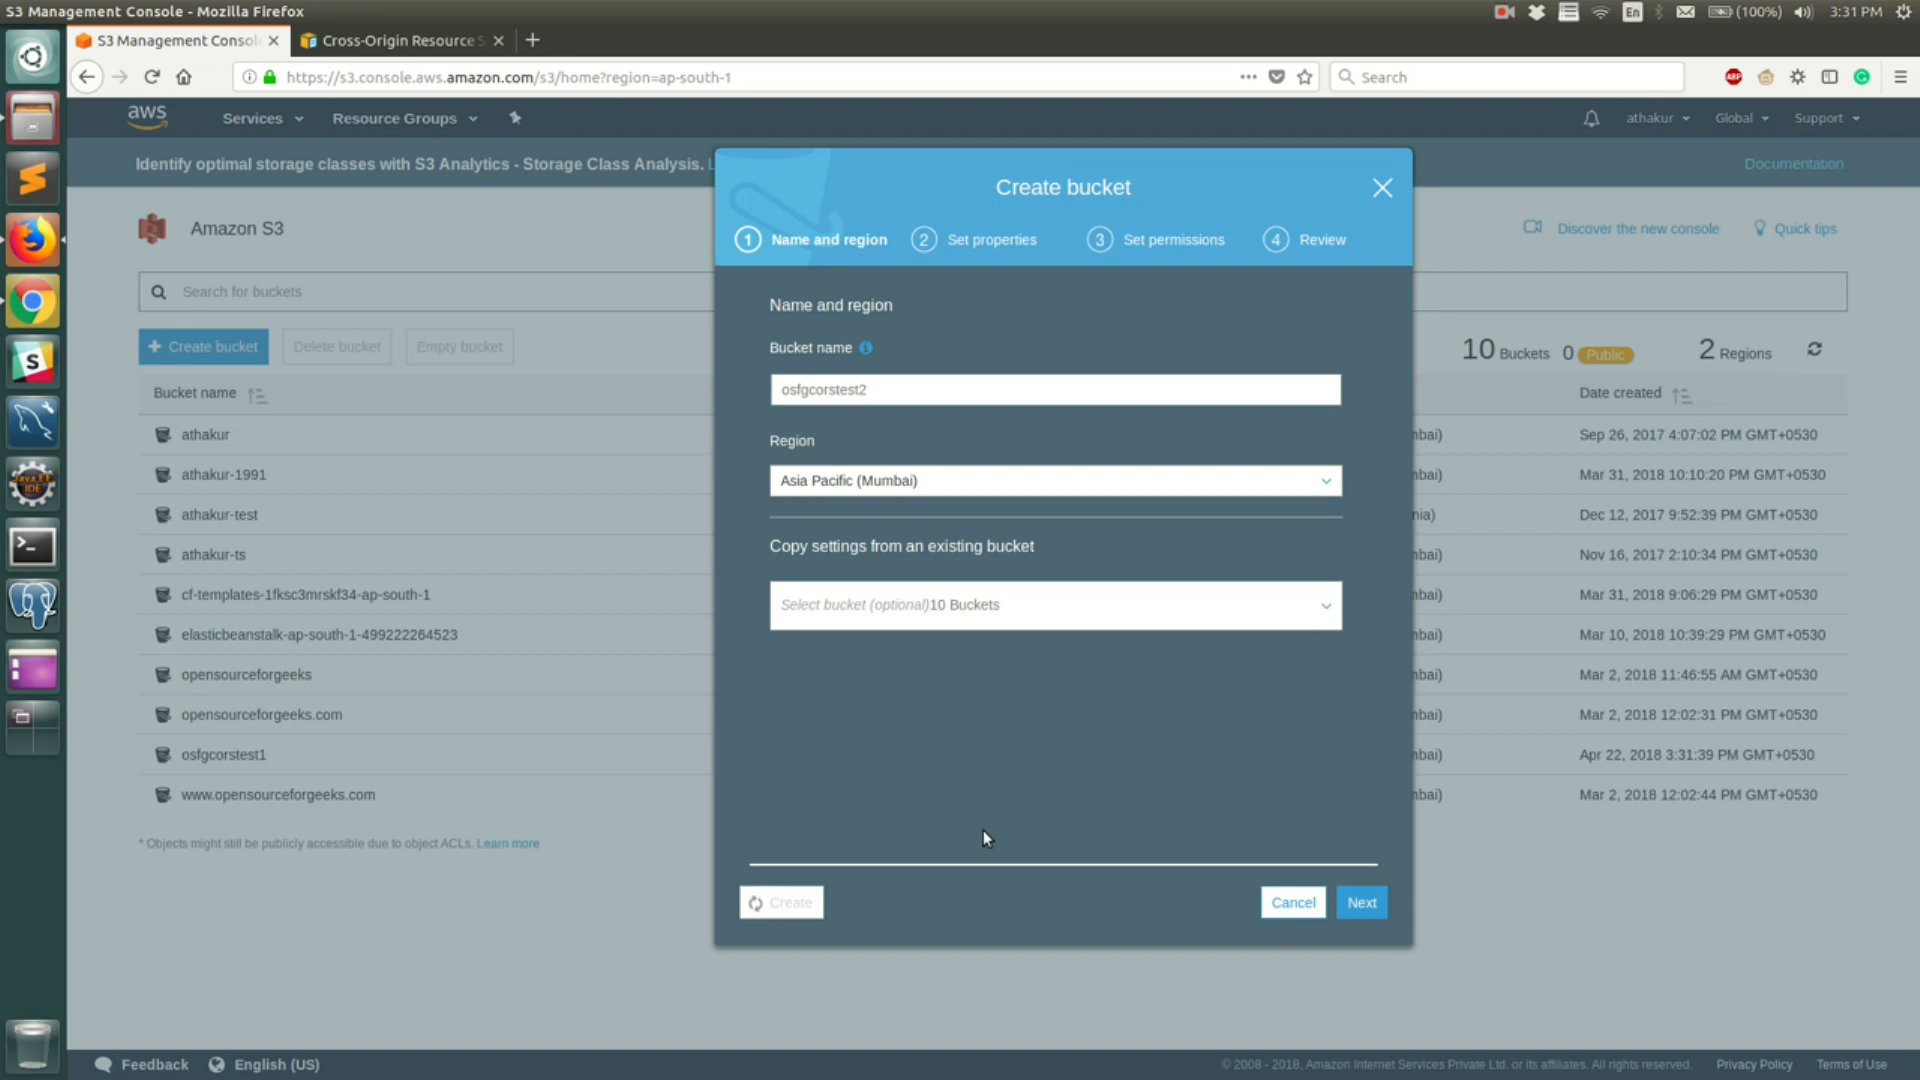 S3 Management Console - Mozilla Firefox
En
(100%)
3:31 PM
S3 Management Consol
Cross-Origin Resource S
https://s3.console.aws.amazon.com/s3/home?region=ap-south-1
Search
ABP
aws
Services
Resource Groups
athakur
Global
Support
Identify optimal storage classes with S3 Analytics - Storage Class Analysis.
Documentation
Create bucket
1 Name and region
2 Set properties
3 Set permissions
4 Review
Amazon S3
Discover the new console
Quick tips
Search for buckets
+ Create bucket
Delete bucket
Empty bucket
10 Buckets
0 Public
2 Regions
Bucket name
Date created
athakur
mbai)
Sep 26, 2017 4:07:02 PM GMT+0530
athakur-1991
mbai)
Mar 31, 2018 10:10:20 PM GMT+0530
athakur-test
nia)
Dec 12, 2017 9:52:39 PM GMT+0530
athakur-ts
mbai)
Nov 16, 2017 2:10:34 PM GMT+0530
cf-templates-1fksc3mrskf34-ap-south-1
mbai)
Mar 31, 2018 9:06:29 PM GMT+0530
elasticbeanstalk-ap-south-1-499222264523
mbai)
Mar 10, 2018 10:39:29 PM GMT+0530
opensourceforgeeks
mbai)
Mar 2, 2018 11:46:55 AM GMT+0530
opensourceforgeeks.com
mbai)
Mar 2, 2018 12:02:31 PM GMT+0530
osfgcorstest1
mbai)
Apr 22, 2018 3:31:39 PM GMT+0530
www.opensourceforgeeks.com
mbai)
Mar 2, 2018 12:02:44 PM GMT+0530
* Objects might still be publicly accessible due to object ACLs. Learn more
Name and region
Bucket name
osfgcorstest2
Region
Asia Pacific (Mumbai)
Copy settings from an existing bucket
Select bucket (optional)10 Buckets
Create
Cancel
Next
Feedback
English (US)
© 2008 - 2018, Amazon Internet Services Private Ltd. or its affiliates. All rights reserved.
Privacy Policy
Terms of Use